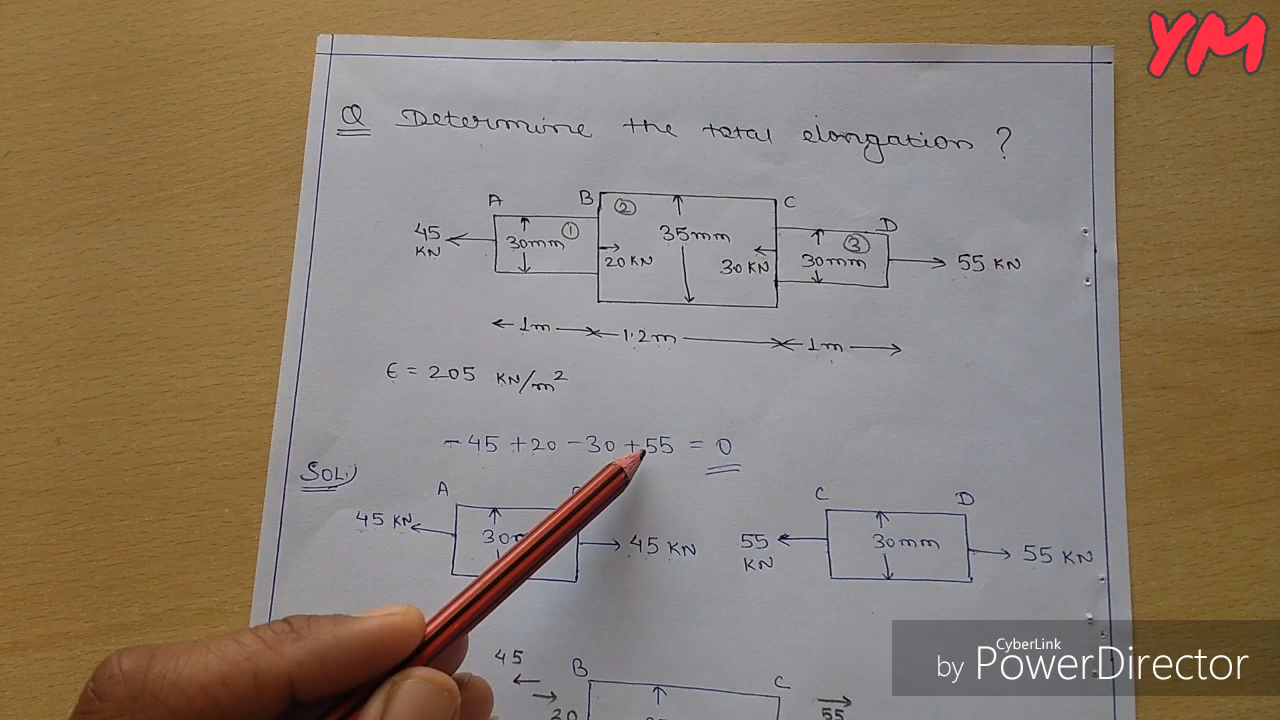 YM
Q Determine the total elongation ?
A B ② C D
45 KN 30mm ① 35mm 30mm ③ 55 KN
20 KN 30 KN
1m 1.2m 1m
E = 205 KN/m²
-45 +20 -30 +55 = 0
SOL:)
A C D
45 KN 45 KN 55 KN 30mm 55 KN
45 B C 55
CyberLink
by PowerDirector